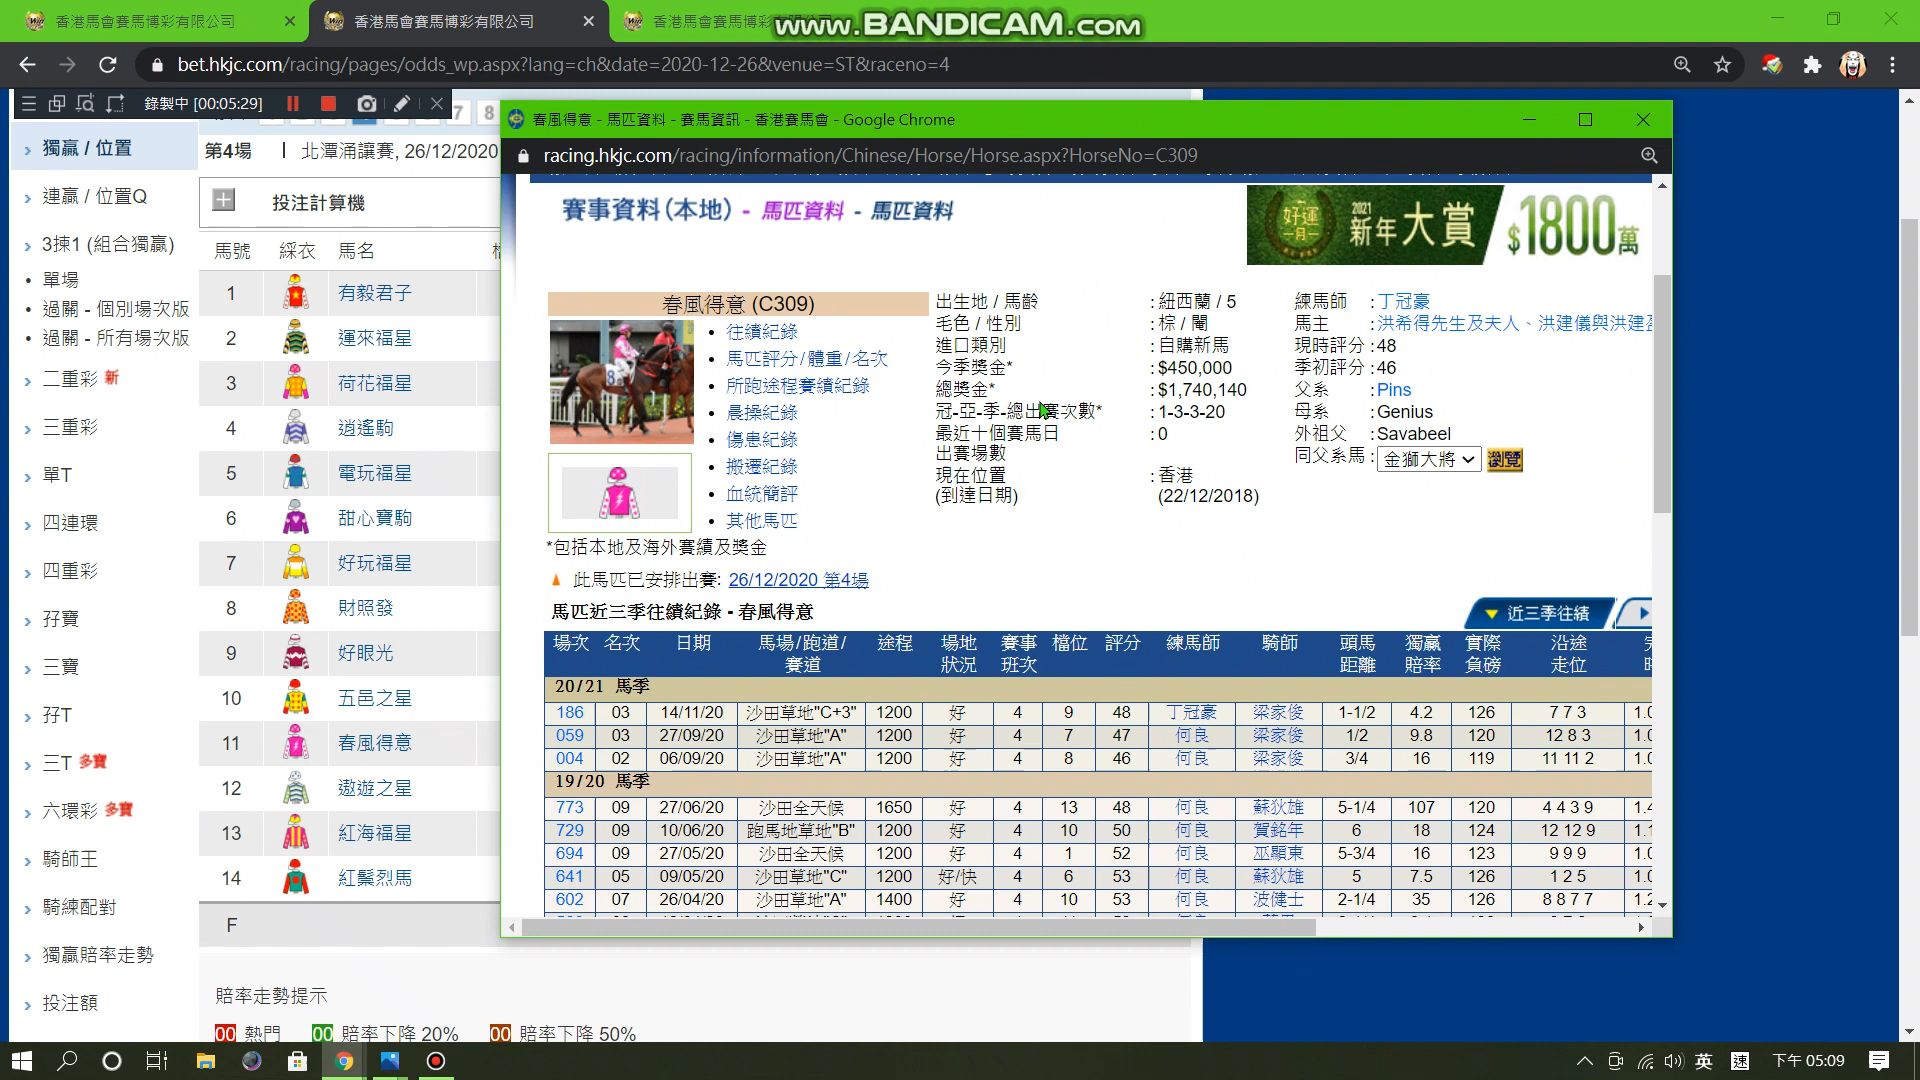 香港馬會賽馬博彩有限公司
香港馬會賽馬博彩有限公司
香港馬會賽馬博彩
www.BANDICAM.com
bet.hkjc.com/racing/pages/odds_wp.aspx?lang=ch&date=2020-12-26&venue=ST&raceno=4
錄製中 [00:05:29]
7 8
獨贏 / 位置
連贏 / 位置Q
3揀1 (組合獨贏)
單場
過關 - 個別場次版
過關 - 所有場次版
二重彩 新
三重彩
單T
四連環
四重彩
孖寶
三寶
孖T
三T 多寶
六環彩 多寶
騎師王
騎練配對
獨贏賠率走勢
投注額
第4場 | 北潭涌讓賽, 26/12/2020
投注計算機
馬號 綵衣 馬名
1 有毅君子
2 運來福星
3 荷花福星
4 逍遙駒
5 電玩福星
6 甜心寶駒
7 好玩福星
8 財照發
9 好眼光
10 五邑之星
11 春風得意
12 遨遊之星
13 紅海福星
14 紅鬃烈馬
F
賠率走勢提示
00 熱門 00 賠率下降 20% 00 賠率下降 50%
春風得意 - 馬匹資料 - 賽馬資訊 - 香港賽馬會 - Google Chrome
racing.hkjc.com/racing/information/Chinese/Horse/Horse.aspx?HorseNo=C309
賽事資料(本地) - 馬匹資料 - 馬匹資料
好運一月 2021 新年大賞 $1800萬
春風得意 (C309)
往績紀錄
馬匹評分/體重/名次
所跑途程賽績紀錄
晨操紀錄
傷患紀錄
搬遷紀錄
血統簡評
其他馬匹
出生地 / 馬齡 : 紐西蘭 / 5
毛色 / 性別 : 棕 / 閹
進口類別 : 自購新馬
今季獎金* : $450,000
總獎金* : $1,740,140
冠-亞-季-總出賽次數* : 1-3-3-20
最近十個賽馬日 : 0
出賽場數
現在位置 : 香港
(到達日期) (22/12/2018)
練馬師 : 丁冠豪
馬主 : 洪希得先生及夫人、洪建儀與洪建
現時評分 : 48
季初評分 : 46
父系 : Pins
母系 : Genius
外祖父 : Savabeel
同父系馬 : 金獅大將 瀏覽
*包括本地及海外賽績及獎金
此馬匹已安排出賽: 26/12/2020 第4場
馬匹近三季往績紀錄 - 春風得意
近三季往績
場次 名次 日期 馬場/跑道/賽道 途程 場地狀況 賽事班次 檔位 評分 練馬師 騎師 頭馬距離 獨贏賠率 實際負磅 沿途走位
20/21 馬季
186 03 14/11/20 沙田草地"C+3" 1200 好 4 9 48 丁冠豪 梁家俊 1-1/2 4.2 126 7 7 3 1.0
059 03 27/09/20 沙田草地"A" 1200 好 4 7 47 何良 梁家俊 1/2 9.8 120 12 8 3 1.0
004 02 06/09/20 沙田草地"A" 1200 好 4 8 46 何良 梁家俊 3/4 16 119 11 11 2 1.0
19/20 馬季
773 09 27/06/20 沙田全天候 1650 好 4 13 48 何良 蘇狄雄 5-1/4 107 120 4 4 3 9 1.4
729 09 10/06/20 跑馬地草地"B" 1200 好 4 10 50 何良 賀銘年 6 18 124 12 12 9 1.1
694 09 27/05/20 沙田全天候 1200 好 4 1 52 何良 巫顯東 5-3/4 16 123 9 9 9 1.0
641 05 09/05/20 沙田草地"C" 1200 好/快 4 6 53 何良 蘇狄雄 5 7.5 126 1 2 5 1.0
602 07 26/04/20 沙田草地"A" 1400 好 4 10 53 何良 波健士 2-1/4 35 126 8 8 7 7 1.2
英 速 下午 05:09